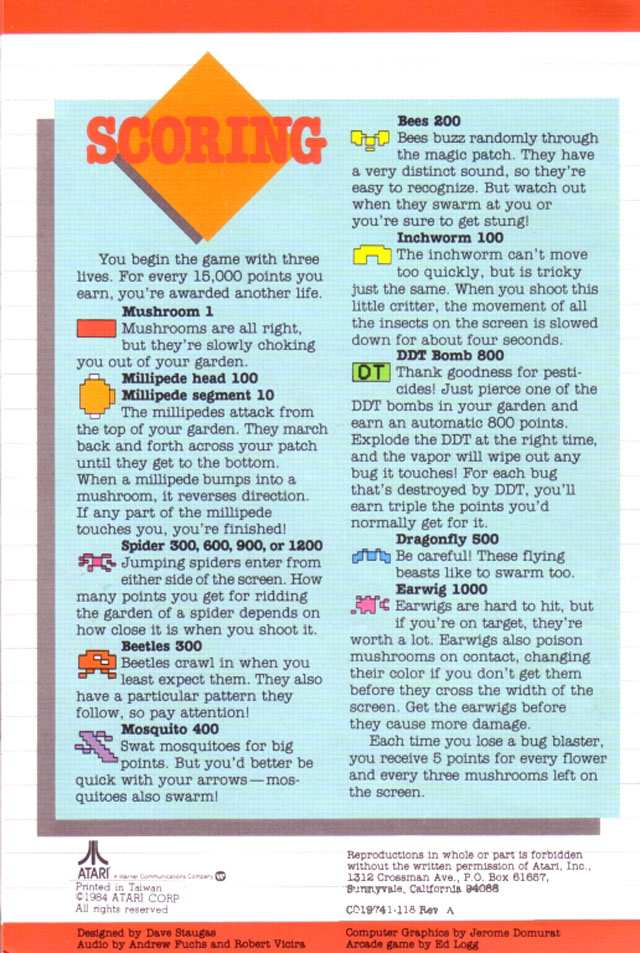 SCORING
You begin the game with three
lives. For every 15,000 points you
earn, you're awarded another life.
Mushroom 1
Mushrooms are all right,
but they're slowly choking
you out of your garden.
Millipede head 100
Millipede segment 10
The millipedes attack from
the top of your garden. They march
back and forth across your patch
until they get to the bottom.
When a millipede bumps into a
mushroom, it reverses direction.
If any part of the millipede
touches you, you're finished!
Spider 300, 600, 900, or 1200
Jumping spiders enter from
either side of the screen. How
many points you get for ridding
the garden of a spider depends on
how close it is when you shoot it.
Beetles 300
Beetles crawl in when you
least expect them. They also
have a particular pattern they
follow, so pay attention!
Mosquito 400
Swat mosquitoes for big
points. But you'd better be
quick with your arrows—mos-
quitoes also swarm!
Bees 200
Bees buzz randomly through
the magic patch. They have
a very distinct sound, so they're
easy to recognize. But watch out
when they swarm at you or
you're sure to get stung!
Inchworm 100
The inchworm can't move
too quickly, but is tricky
just the same. When you shoot this
little critter, the movement of all
the insects on the screen is slowed
down for about four seconds.
DDT Bomb 800
DT Thank goodness for pesti-
cides! Just pierce one of the
DDT bombs in your garden and
earn an automatic 800 points.
Explode the DDT at the right time,
and the vapor will wipe out any
bug it touches! For each bug
that's destroyed by DDT, you'll
earn triple the points you'd
normally get for it.
Dragonfly 500
Be careful! These flying
beasts like to swarm too.
Earwig 1000
Earwigs are hard to hit, but
if you're on target, they're
worth a lot. Earwigs also poison
mushrooms on contact, changing
their color if you don't get them
before they cross the width of the
screen. Get the earwigs before
they cause more damage.
Each time you lose a bug blaster,
you receive 5 points for every flower
and every three mushrooms left on
the screen.
ATARI A Warner Communications Company
Printed in Taiwan
©1984 ATARI CORP
All rights reserved
Reproductions in whole or part is forbidden
without the written permission of Atari, Inc.,
1312 Crossman Ave., P.O. Box 61657,
Sunnyvale, California 94088
C019741-118 Rev A
Designed by Dave Staugas
Audio by Andrew Fuchs and Robert Vieira
Computer Graphics by Jerome Domurat
Arcade game by Ed Logg